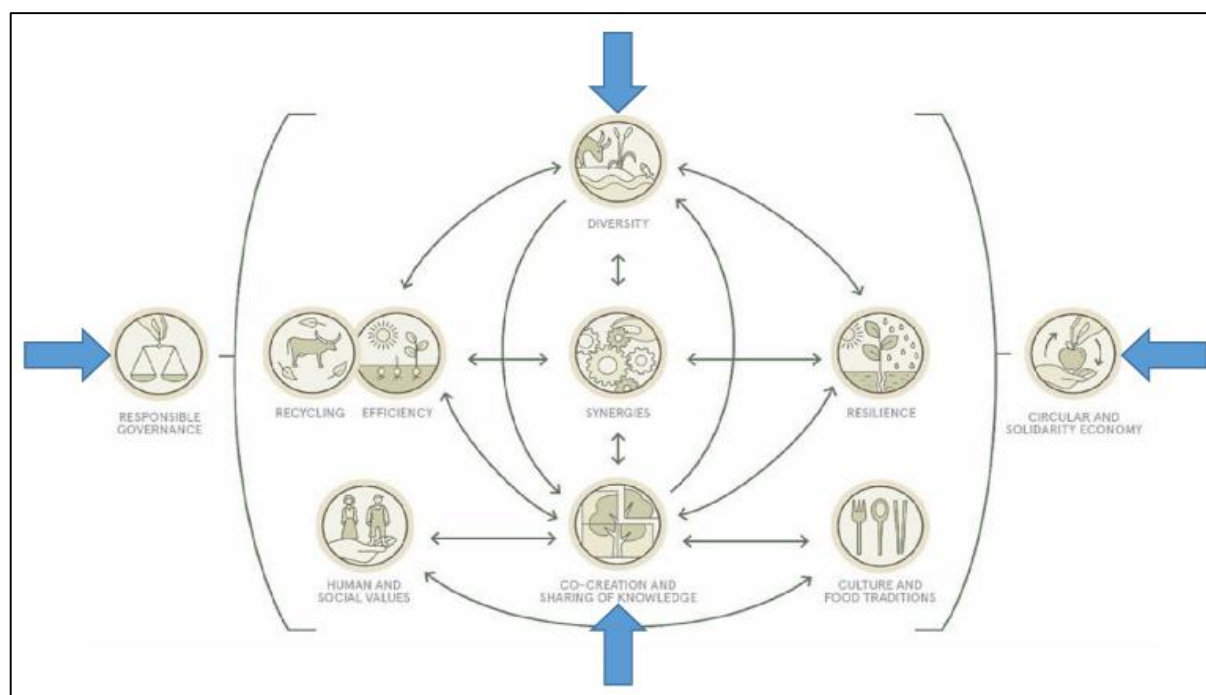 DIVERSITY
RESPONSIBLE
GOVERNANCE
RECYCLING
EFFICIENCY
SYNERGIES
RESILIENCE
CIRCULAR AND
SOLIDARITY ECONOMY
HUMAN AND
SOCIAL VALUES
CO-CREATION AND
SHARING OF KNOWLEDGE
CULTURE AND
FOOD TRADITIONS